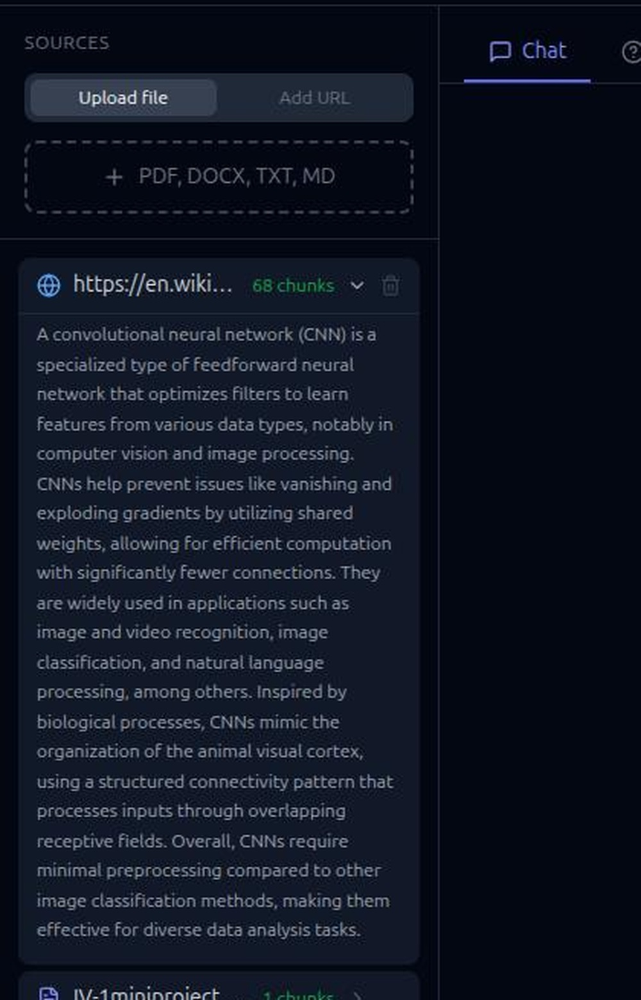 SOURCES
Chat
Upload file
Add URL
+ PDF, DOCX, TXT, MD
https://en.wiki... 68 chunks
A convolutional neural network (CNN) is a
specialized type of feedforward neural
network that optimizes filters to learn
features from various data types, notably in
computer vision and image processing.
CNNs help prevent issues like vanishing and
exploding gradients by utilizing shared
weights, allowing for efficient computation
with significantly fewer connections. They
are widely used in applications such as
image and video recognition, image
classification, and natural language
processing, among others. Inspired by
biological processes, CNNs mimic the
organization of the animal visual cortex,
using a structured connectivity pattern that
processes inputs through overlapping
receptive fields. Overall, CNNs require
minimal preprocessing compared to other
image classification methods, making them
effective for diverse data analysis tasks.
IV-1miniproject... 1 chunks